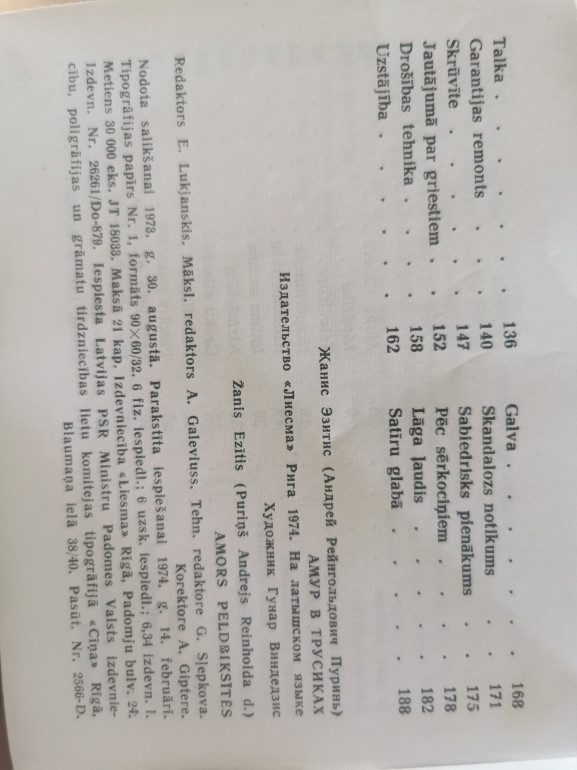 Talka . . . . . . 136
Garantijas remonts . . . 140
Skrūvīte . . . . . 147
Jautājumā par griestiem . . 152
Drošības tehnika . . . . 158
Uzstājība . . . . . 162
Galva . . . . . . 168
Skandalozs notikums . . 171
Sabiedrisks pienākums . . 175
Pēc sērkociņiem . . . . 178
Lāga ļaudis . . . . . 182
Satīru glabā . . . . . 188
Жанис Эзитис (Андрей Рейнгольдович Пуринь)
АМУР В ТРУСИКАХ
Издательство «Лиесма» Рига 1974. На латышском языке
Художник Гунар Виндедзис
Žanis Ezītis (Puriņš Andrejs Reinholda d.)
AMORS PELDBIKSĪTĒS
Redaktors E. Lukjanskis. Māksl. redaktors A. Galeviuss. Tehn. redaktore G. Sļepkova.
Korektore A. Giptere.
Nodota salikšanai 1973. g. 30. augustā. Parakstīta iespiešanai 1974. g. 14. februārī.
Tipogrāfijas papīrs Nr. 1, formāts 90×60/32. 6 fiz. iespiedl.; 6 uzsk. iespiedl.; 6,34 izdevn. l.
Metiens 30 000 eks. JT 18033. Maksā 21 kap. Izdevniecība «Liesma» Rīgā, Padomju bulv. 24.
Izdevn. Nr. 26261/Do-879. Iespiesta Latvijas PSR Ministru Padomes Valsts izdevnie-
cību, poligrāfijas un grāmatu tirdzniecības lietu komitejas tipogrāfijā «Cīņa» Rīgā,
Blaumaņa ielā 38/40. Pasūt. Nr. 2566-D.